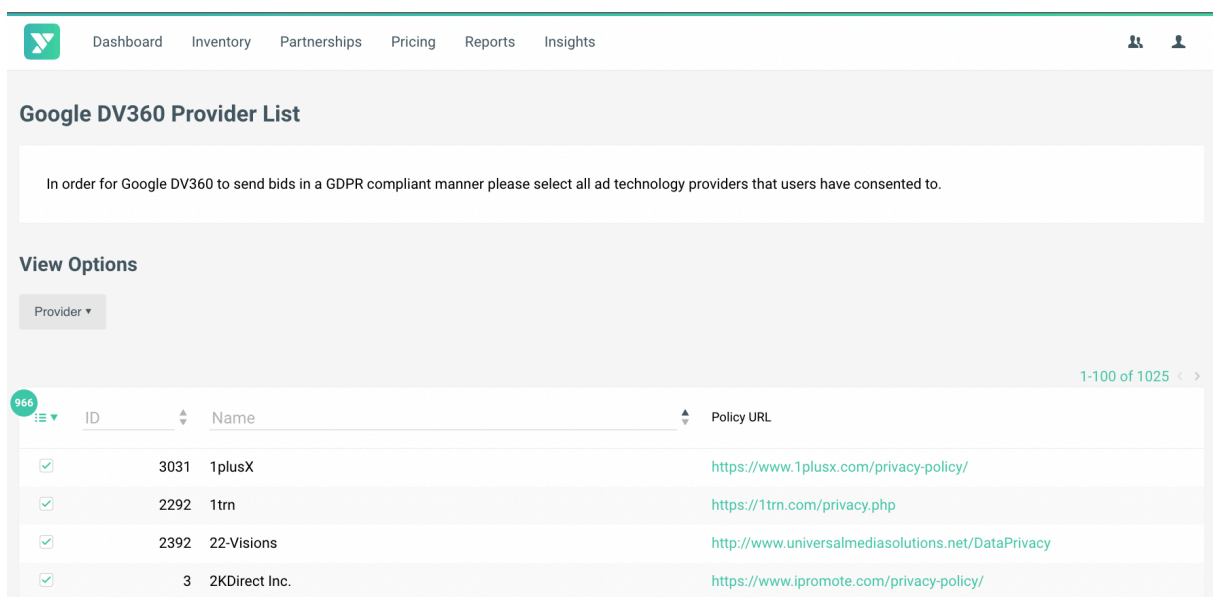 Dashboard Inventory Partnerships Pricing Reports Insights
Google DV360 Provider List
In order for Google DV360 to send bids in a GDPR compliant manner please select all ad technology providers that users have consented to.
View Options
Provider ▾
1-100 of 1025 < >
966
ID Name Policy URL
3031 1plusX https://www.1plusx.com/privacy-policy/
2292 1trn https://1trn.com/privacy.php
2392 22-Visions http://www.universalmediasolutions.net/DataPrivacy
3 2KDirect Inc. https://www.ipromote.com/privacy-policy/